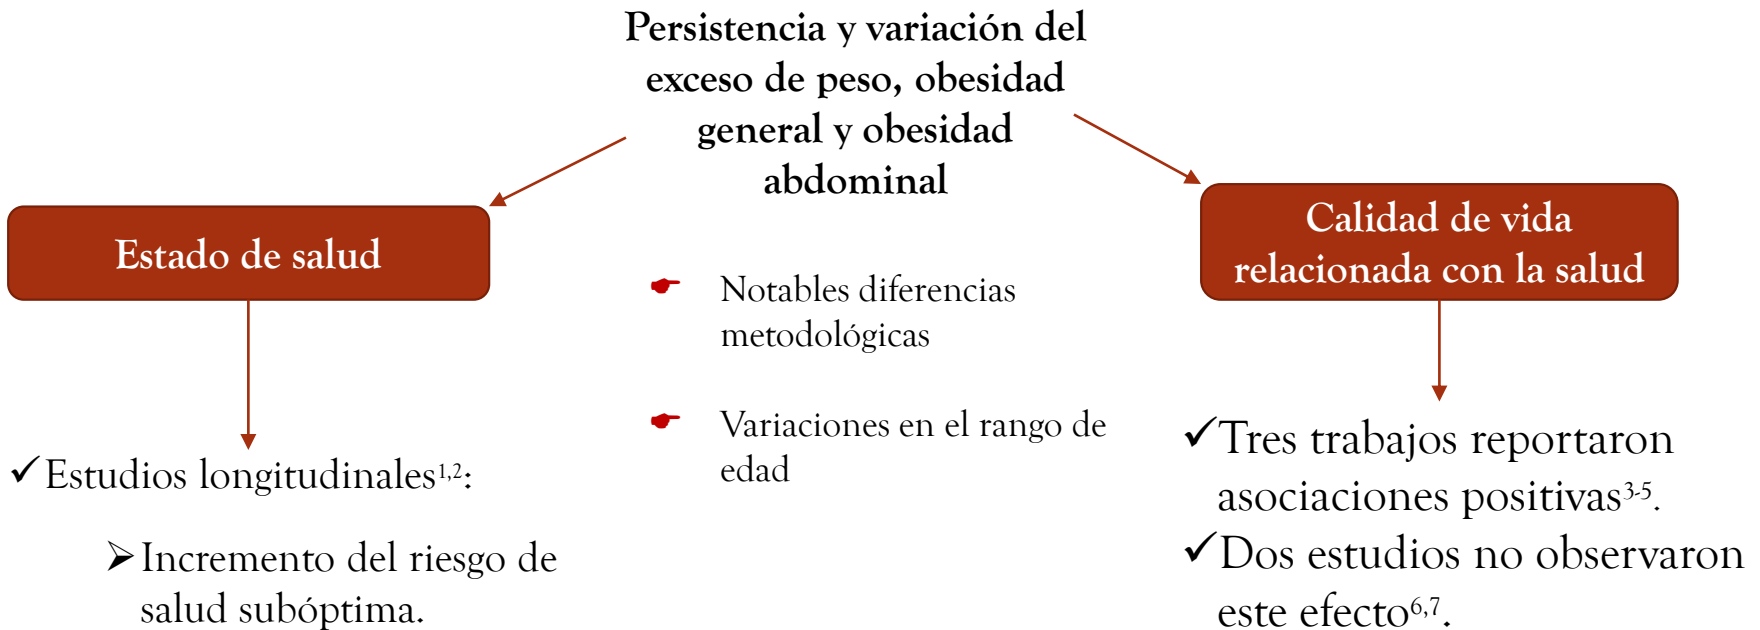 Persistencia y variación del
exceso de peso, obesidad
general y obesidad
abdominal
Estado de salud
Calidad de vida
relacionada con la salud
Notables diferencias
metodológicas
Variaciones en el rango de
edad
✓Estudios longitudinales¹,²:
➢Incremento del riesgo de
salud subóptima.
✓Tres trabajos reportaron
asociaciones positivas³⁻⁵.
✓Dos estudios no observaron
este efecto⁶,⁷.